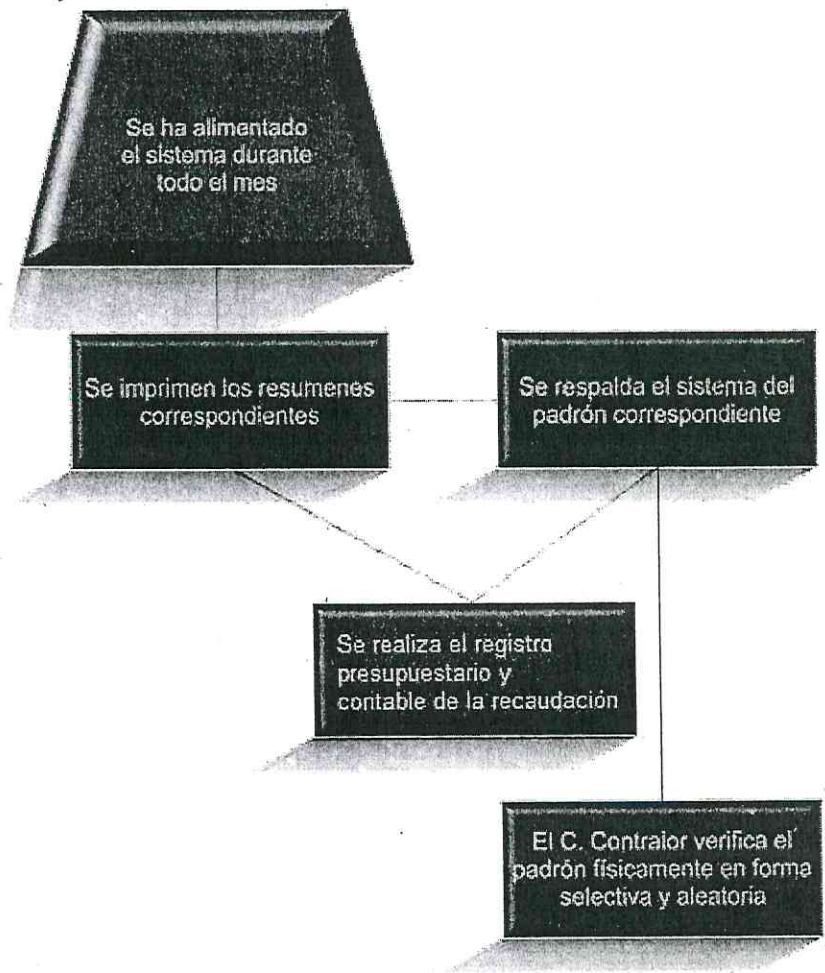 Se ha alimentado
el sistema durante
todo el mes
Se imprimen los resumenes
correspondientes
Se respalda el sistema del
padrón correspondiente
Se realiza el registro
presupuestario y
contable de la recaudación
El C. Contralor verifica el
padrón físicamente en forma
selectiva y aleatoria